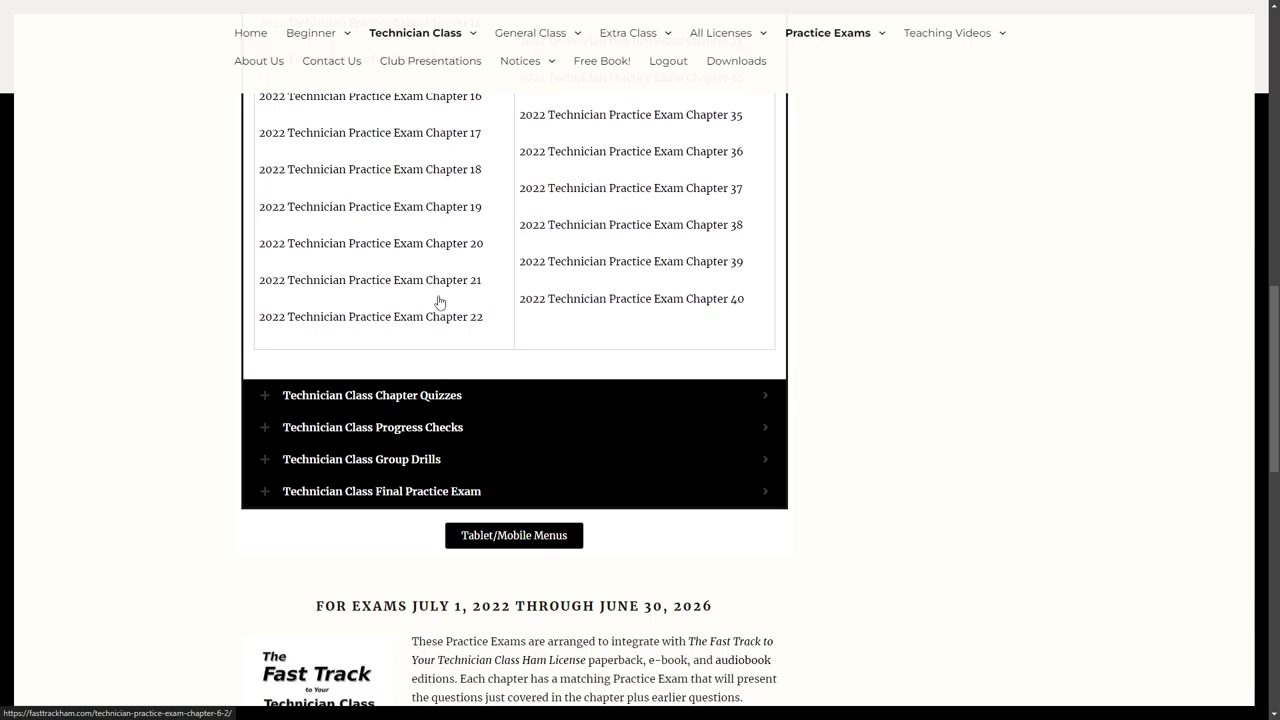 Home Beginner Technician Class General Class Extra Class All Licenses Practice Exams Teaching Videos
About Us Contact Us Club Presentations Notices Free Book! Logout Downloads
2022 Technician Practice Exam Chapter 16
2022 Technician Practice Exam Chapter 17
2022 Technician Practice Exam Chapter 18
2022 Technician Practice Exam Chapter 19
2022 Technician Practice Exam Chapter 20
2022 Technician Practice Exam Chapter 21
2022 Technician Practice Exam Chapter 22
2022 Technician Practice Exam Chapter 35
2022 Technician Practice Exam Chapter 36
2022 Technician Practice Exam Chapter 37
2022 Technician Practice Exam Chapter 38
2022 Technician Practice Exam Chapter 39
2022 Technician Practice Exam Chapter 40
Technician Class Chapter Quizzes
Technician Class Progress Checks
Technician Class Group Drills
Technician Class Final Practice Exam
Tablet/Mobile Menus
FOR EXAMS JULY 1, 2022 THROUGH JUNE 30, 2026
The
Fast Track
to Your
Technician Class
These Practice Exams are arranged to integrate with The Fast Track to
Your Technician Class Ham License paperback, e-book, and audiobook
editions. Each chapter has a matching Practice Exam that will present
the questions just covered in the chapter plus earlier questions.
https://fasttrackham.com/technician-practice-exam-chapter-6-2/